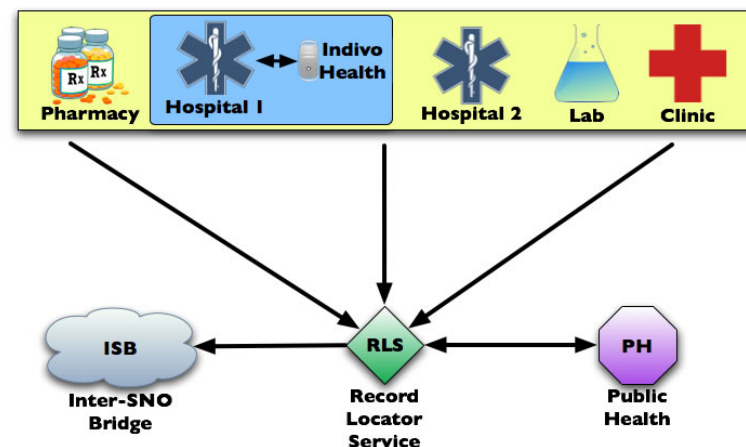 Rx
Rx
Pharmacy
Hospital 1
Indivo
Health
Hospital 2
Lab
Clinic
ISB
Inter-SNO
Bridge
RLS
Record
Locator
Service
PH
Public
Health